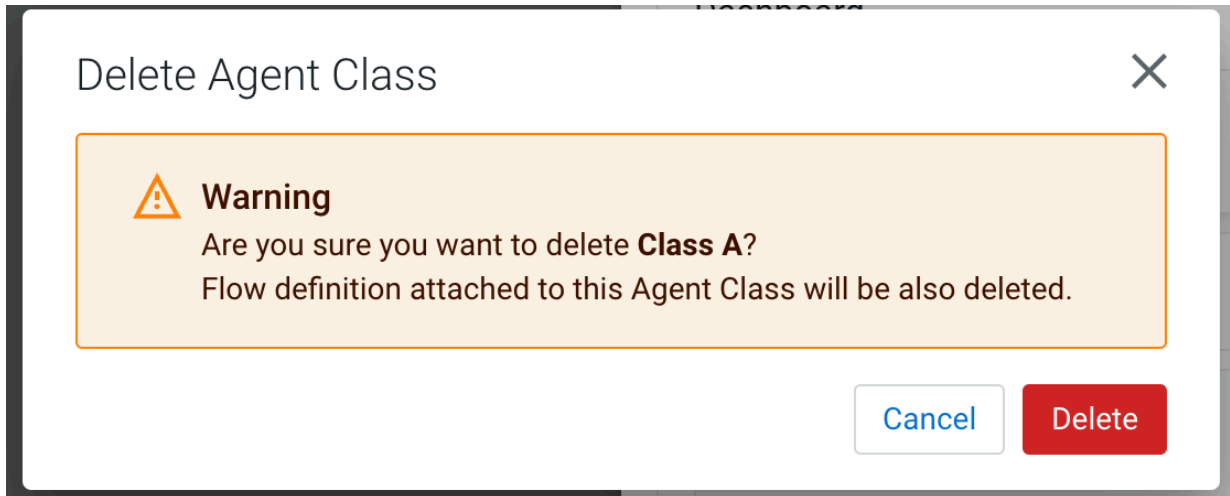 Dashboard
Delete Agent Class
Warning
Are you sure you want to delete Class A?
Flow definition attached to this Agent Class will be also deleted.
Cancel
Delete